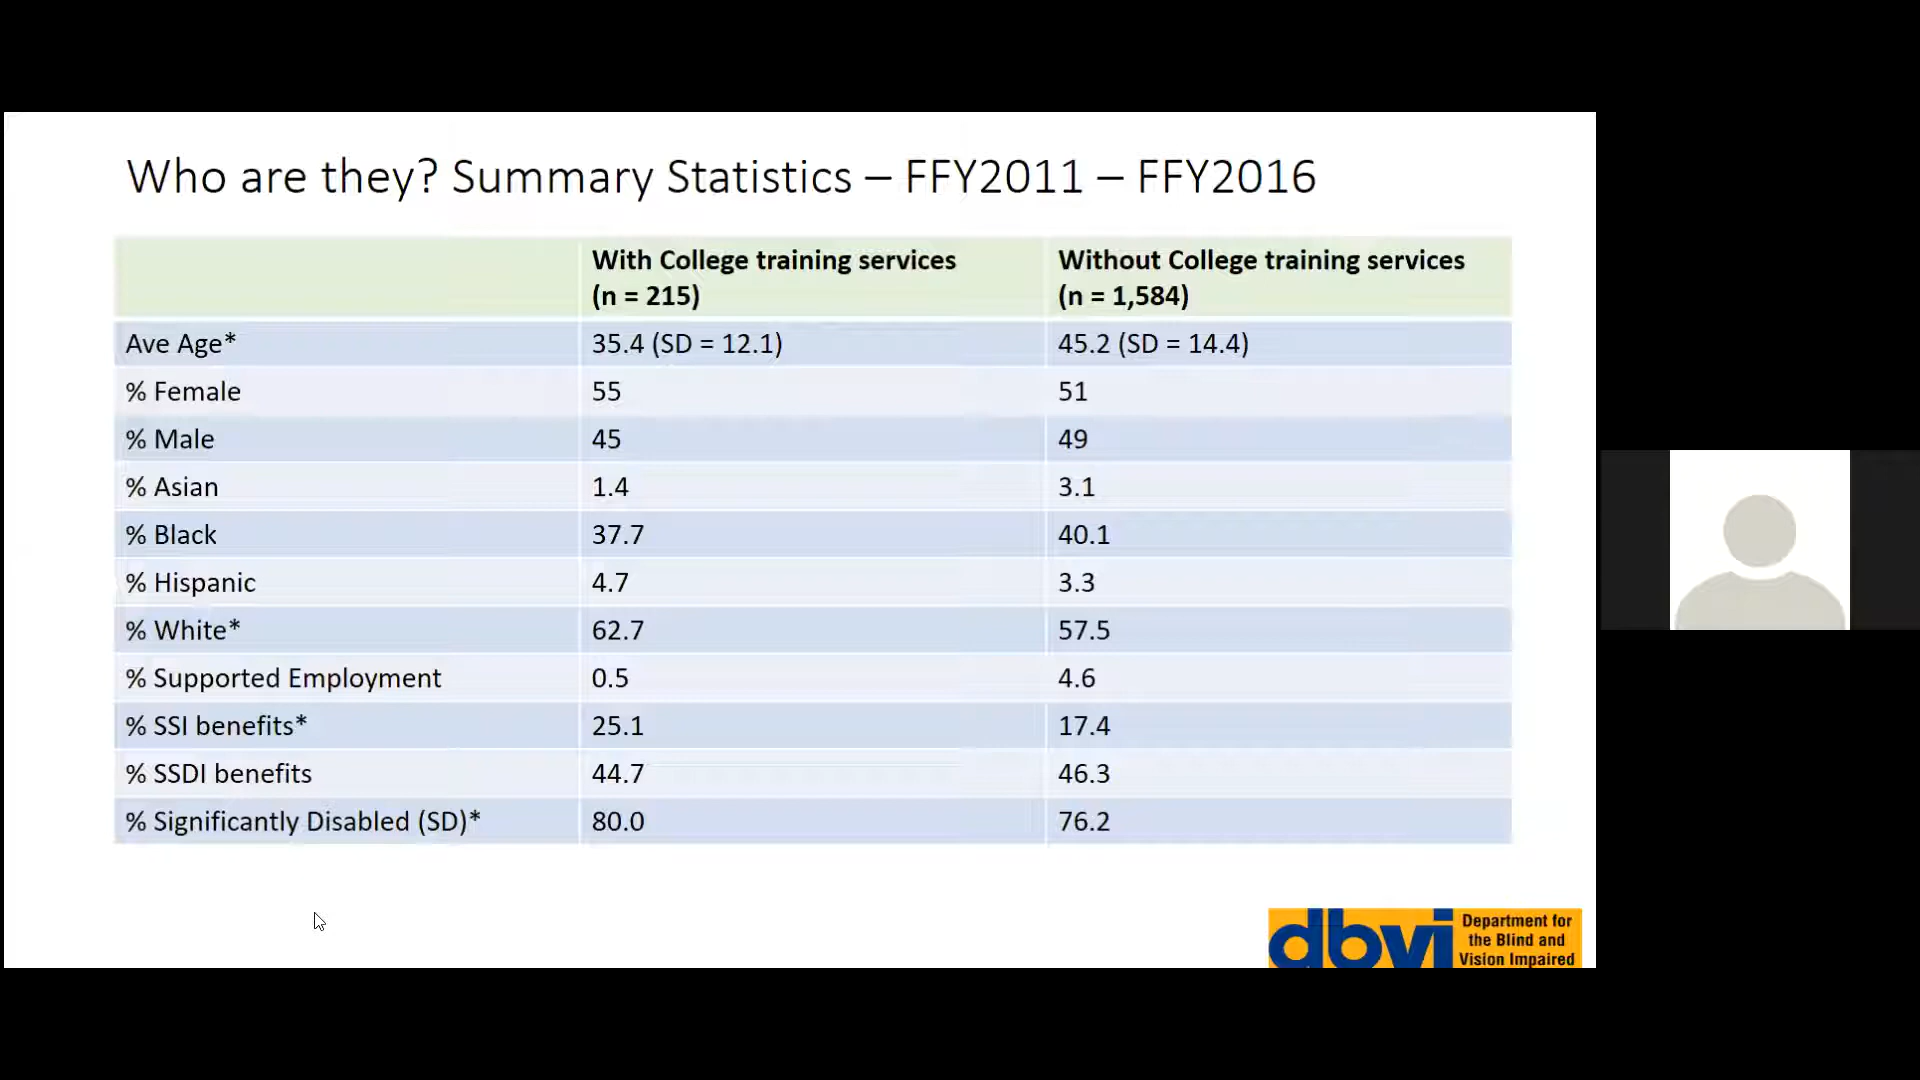 Who are they? Summary Statistics – FFY2011 – FFY2016
With College training services Without College training services
(n = 215) (n = 1,584)
Ave Age* 35.4 (SD = 12.1) 45.2 (SD = 14.4)
% Female 55 51
% Male 45 49
% Asian 1.4 3.1
% Black 37.7 40.1
% Hispanic 4.7 3.3
% White* 62.7 57.5
% Supported Employment 0.5 4.6
% SSI benefits* 25.1 17.4
% SSDI benefits 44.7 46.3
% Significantly Disabled (SD)* 80.0 76.2
dbvi
Department for
the Blind and
Vision Impaired